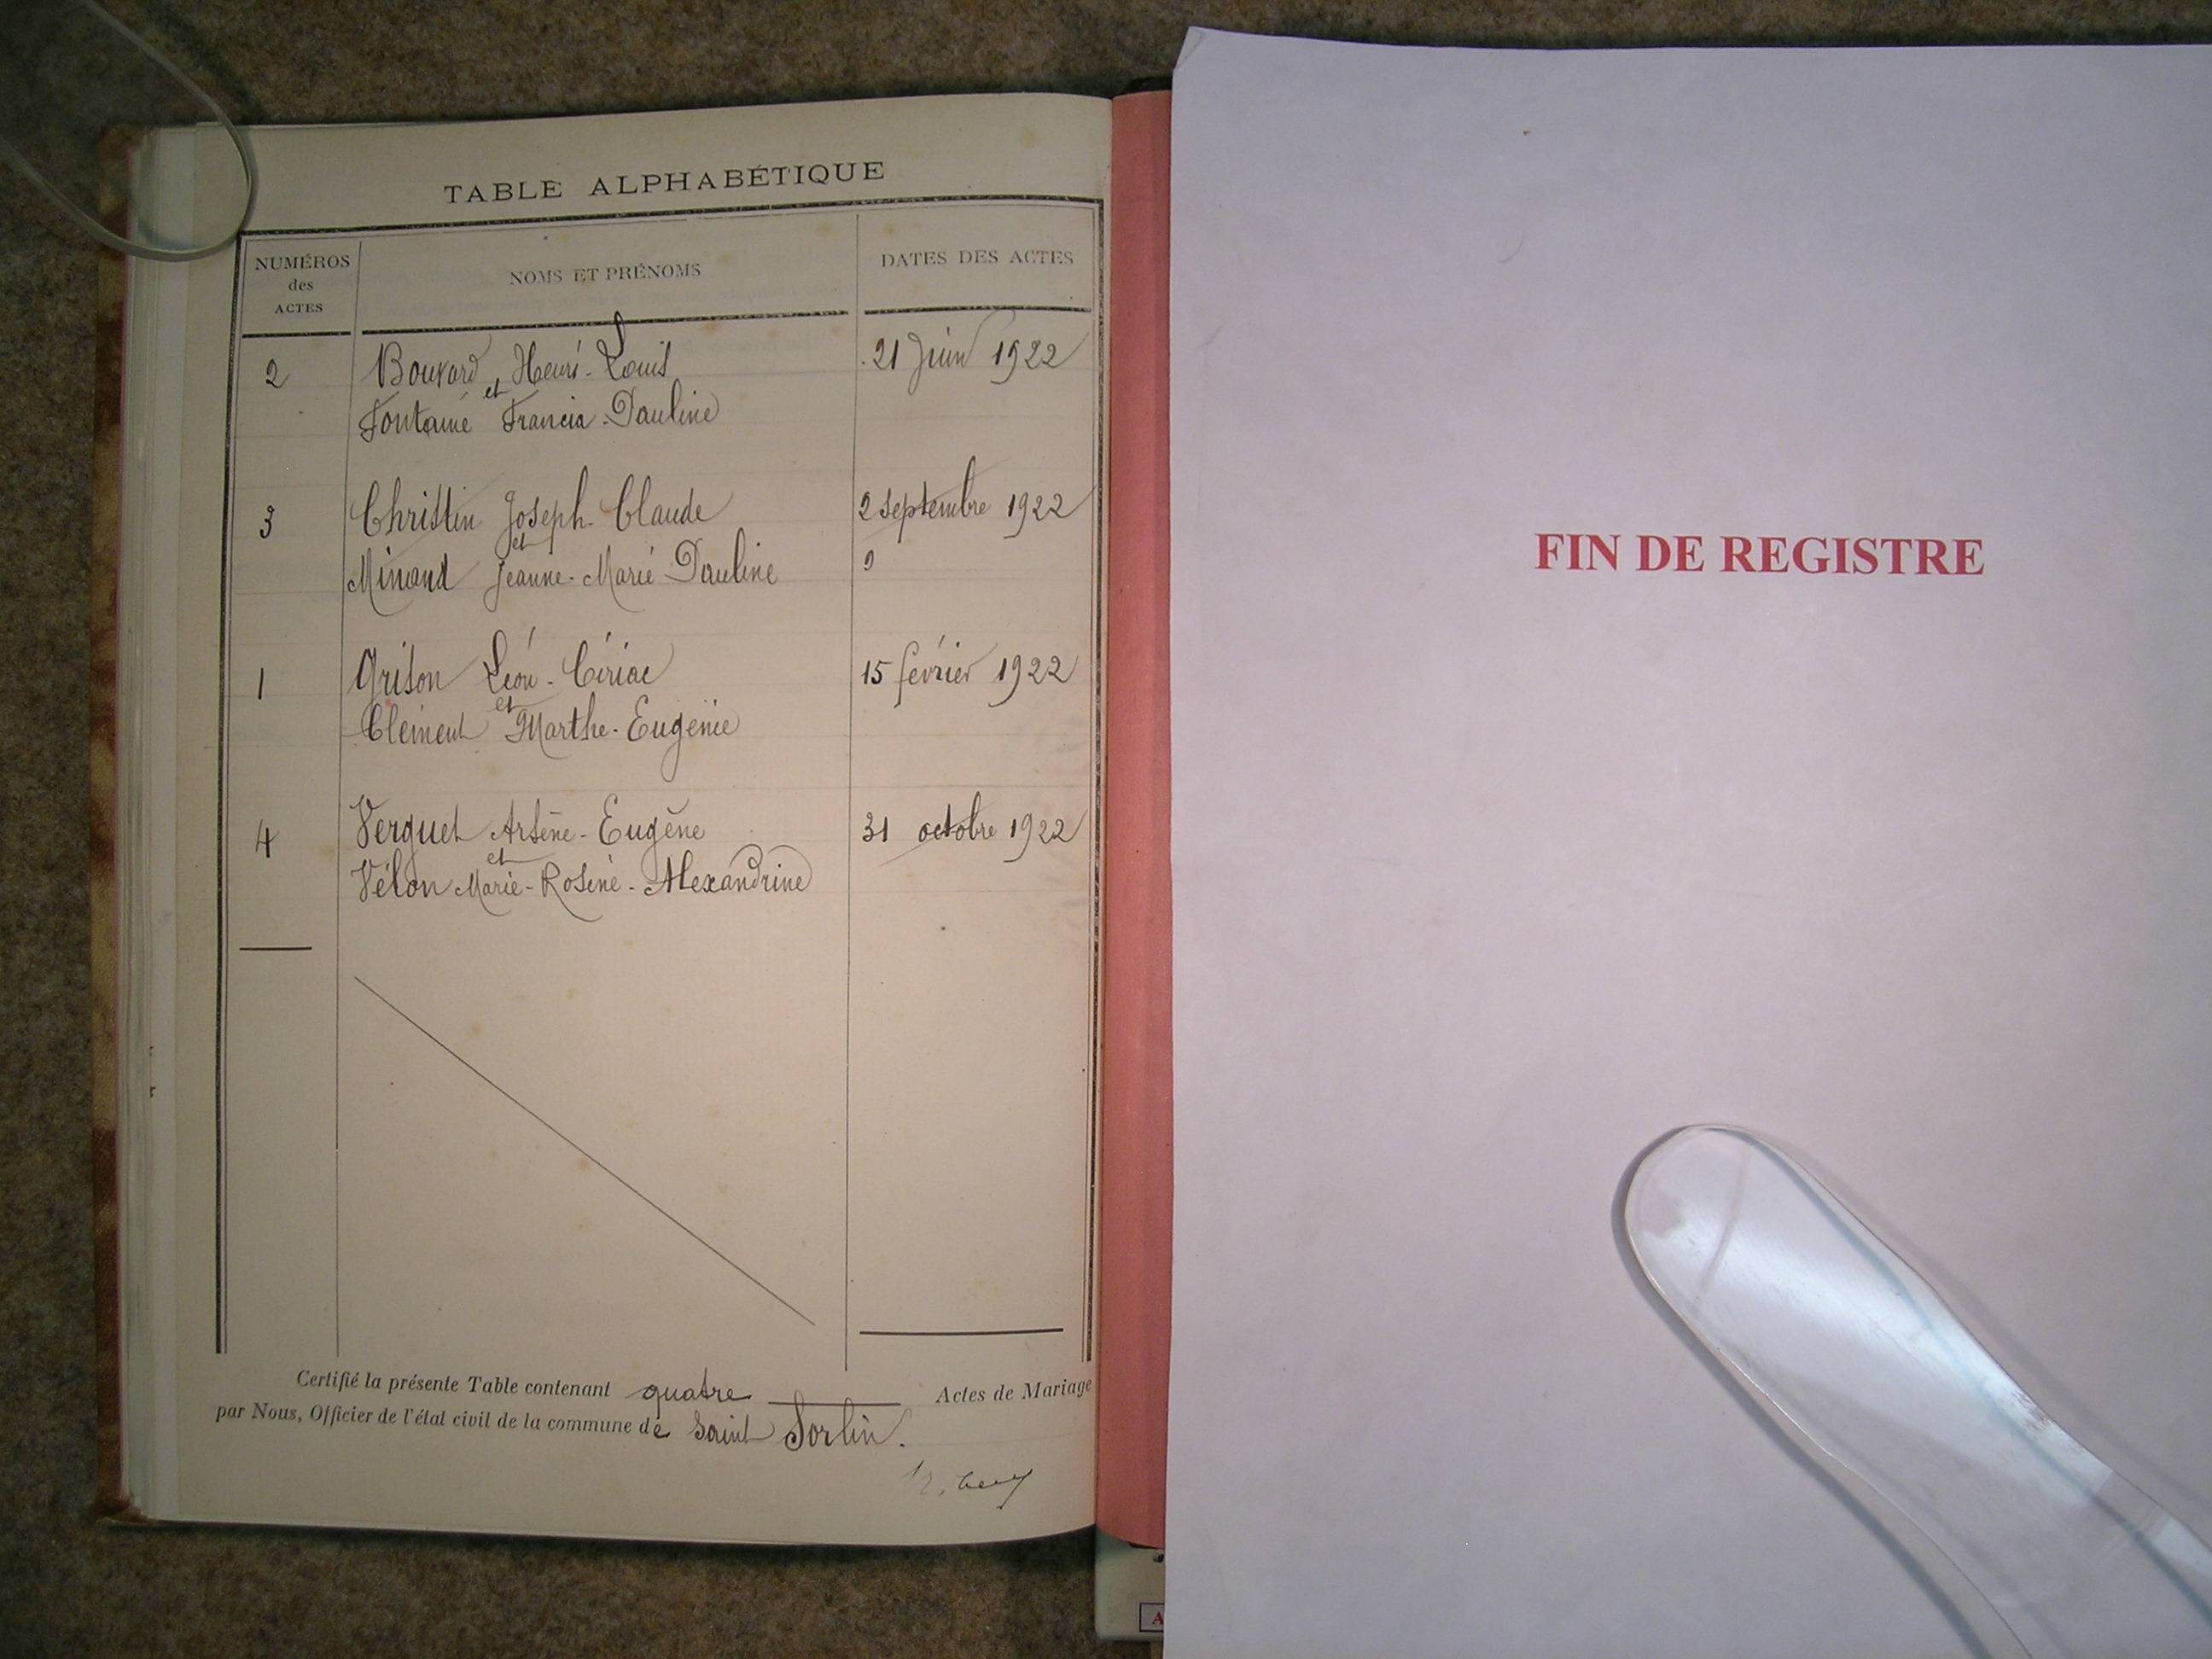 TABLE ALPHABÉTIQUE
NUMÉROS
des
ACTES
NOMS ET PRÉNOMS
DATES DES ACTES
2 Bouvard Henri-Louis 21 Juin 1922
et
Fontaine Francia-Pauline
3 Christin Joseph-Claude 2 septembre 1922
et
Minand Jeanne-Marie Pauline
1 Grison Léon-Ciriac 15 février 1922
et
Clément Marthe-Eugénie
4 Verguet Arsène-Eugène 31 octobre 1922
et
Vélon Marie-Rosine-Alexandrine
Certifié la présente Table contenant quatre Actes de Mariage
par Nous, Officier de l'état civil de la commune de Saint Sorlin.
FIN DE REGISTRE